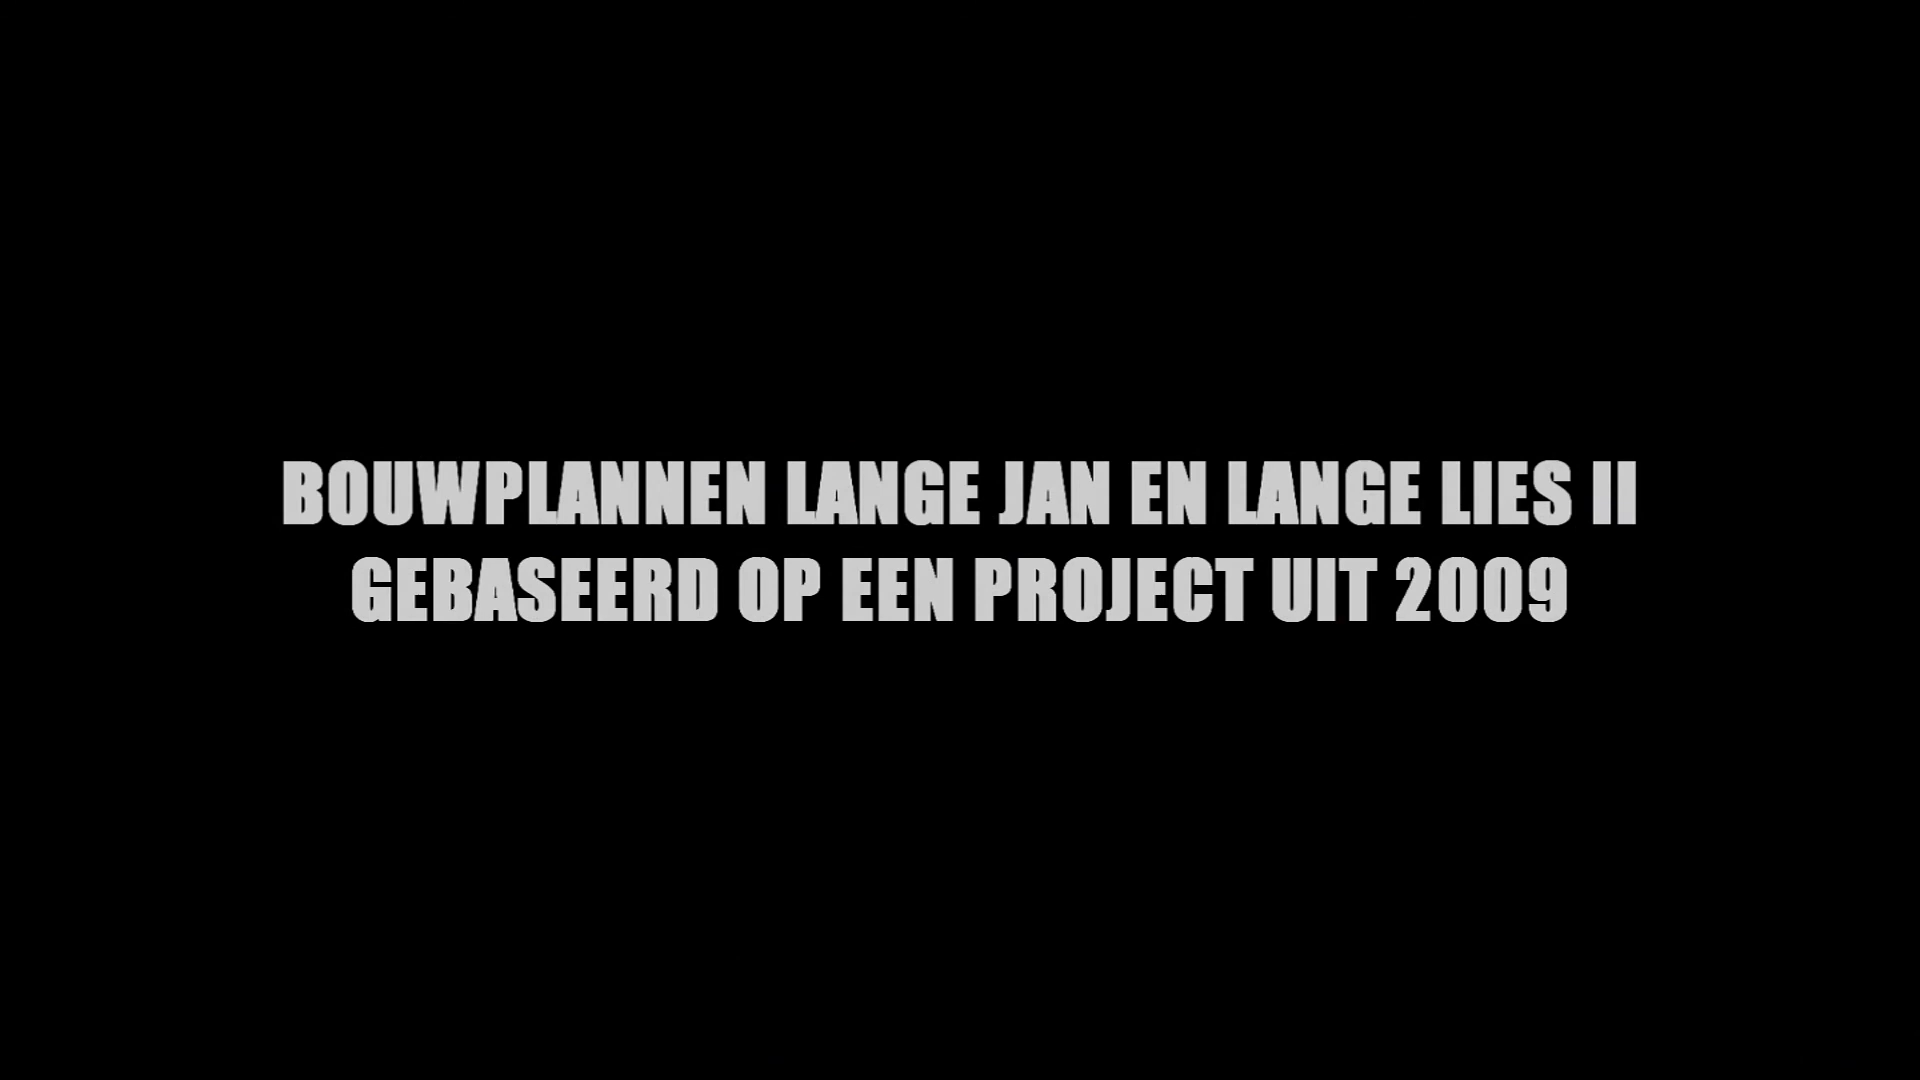 BOUWPLANNEN LANGE JAN EN LANGE LIES II
GEBASEERD OP EEN PROJECT UIT 2009